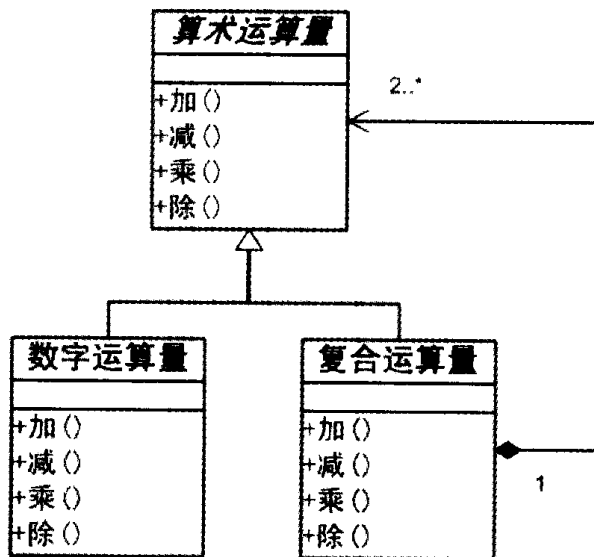 算术运算量
+加()
+减()
+乘()
+除()
2..*
数字运算量
+加()
+减()
+乘()
+除()
复合运算量
+加()
+减()
+乘()
+除()
1